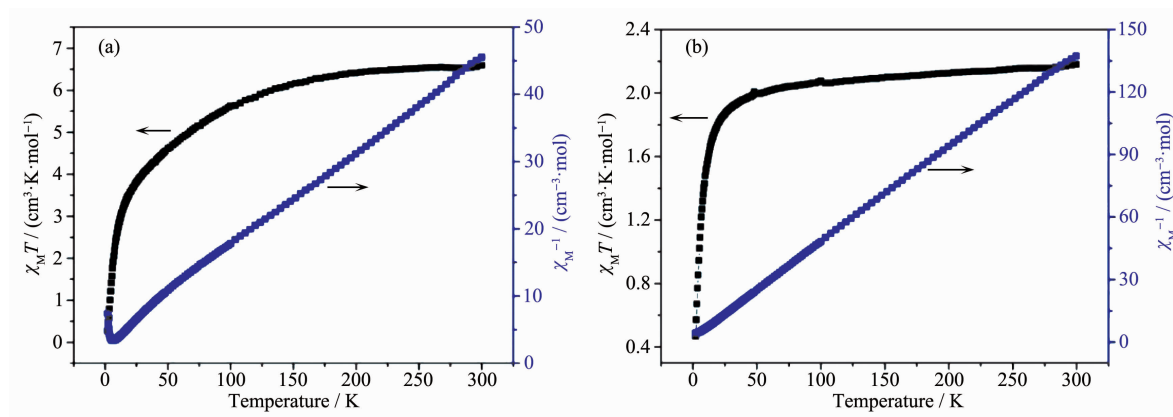 (a)
7
6
5
4
3
2
1
0
χMT / (cm³·K·mol⁻¹)
50
40
30
20
10
0
χM⁻¹ / (cm⁻³·mol)
0 50 100 150 200 250 300
Temperature / K
(b)
2.4
2.0
1.6
1.2
0.8
0.4
χMT / (cm³·K·mol⁻¹)
150
120
90
60
30
0
χM⁻¹ / (cm⁻³·mol)
0 50 100 150 200 250 300
Temperature / K